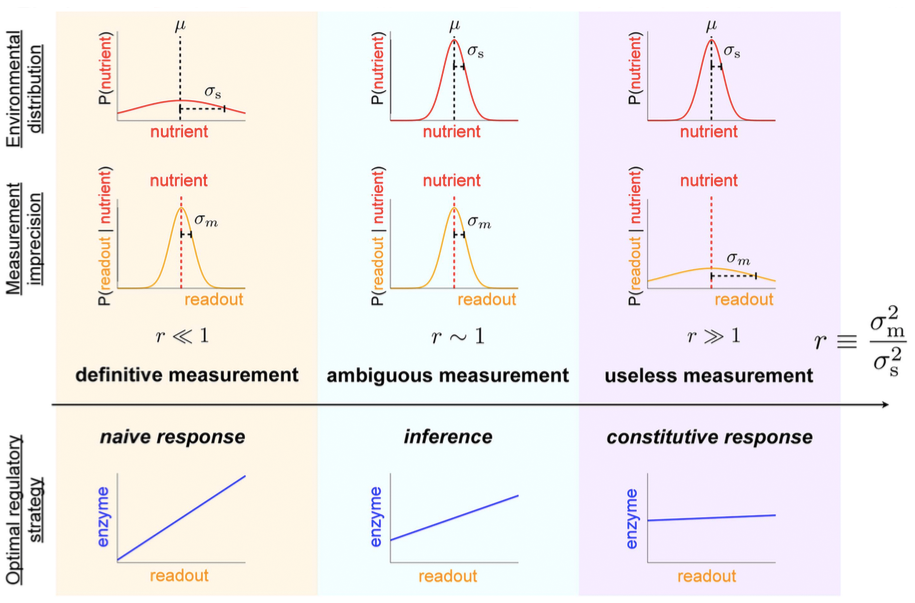 Environmental
distribution
P(nutrient)
μ
σs
nutrient
P(nutrient)
μ
σs
nutrient
P(nutrient)
μ
σs
nutrient
Measurement
imprecision
P(readout | nutrient)
nutrient
σm
readout
P(readout | nutrient)
nutrient
σm
readout
P(readout | nutrient)
nutrient
σm
readout
r ≪ 1
r ∼ 1
r ≫ 1
r ≡ σm² / σs²
definitive measurement
ambiguous measurement
useless measurement
naive response
inference
constitutive response
Optimal regulatory
strategy
enzyme
readout
enzyme
readout
enzyme
readout